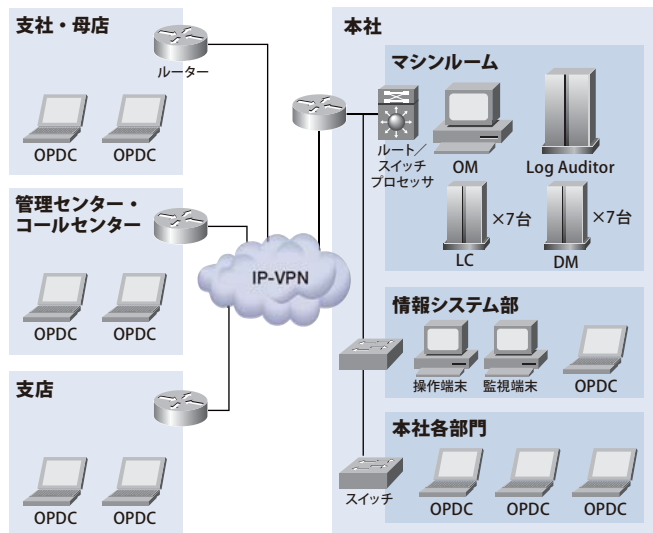 支社・母店
ルーター
OPDC
OPDC
管理センター・
コールセンター
OPDC
OPDC
支店
OPDC
OPDC
IP-VPN
本社
マシンルーム
ルート/
スイッチ
プロセッサ
OM
Log Auditor
×7台
LC
×7台
DM
情報システム部
操作端末
監視端末
OPDC
本社各部門
スイッチ
OPDC
OPDC
OPDC